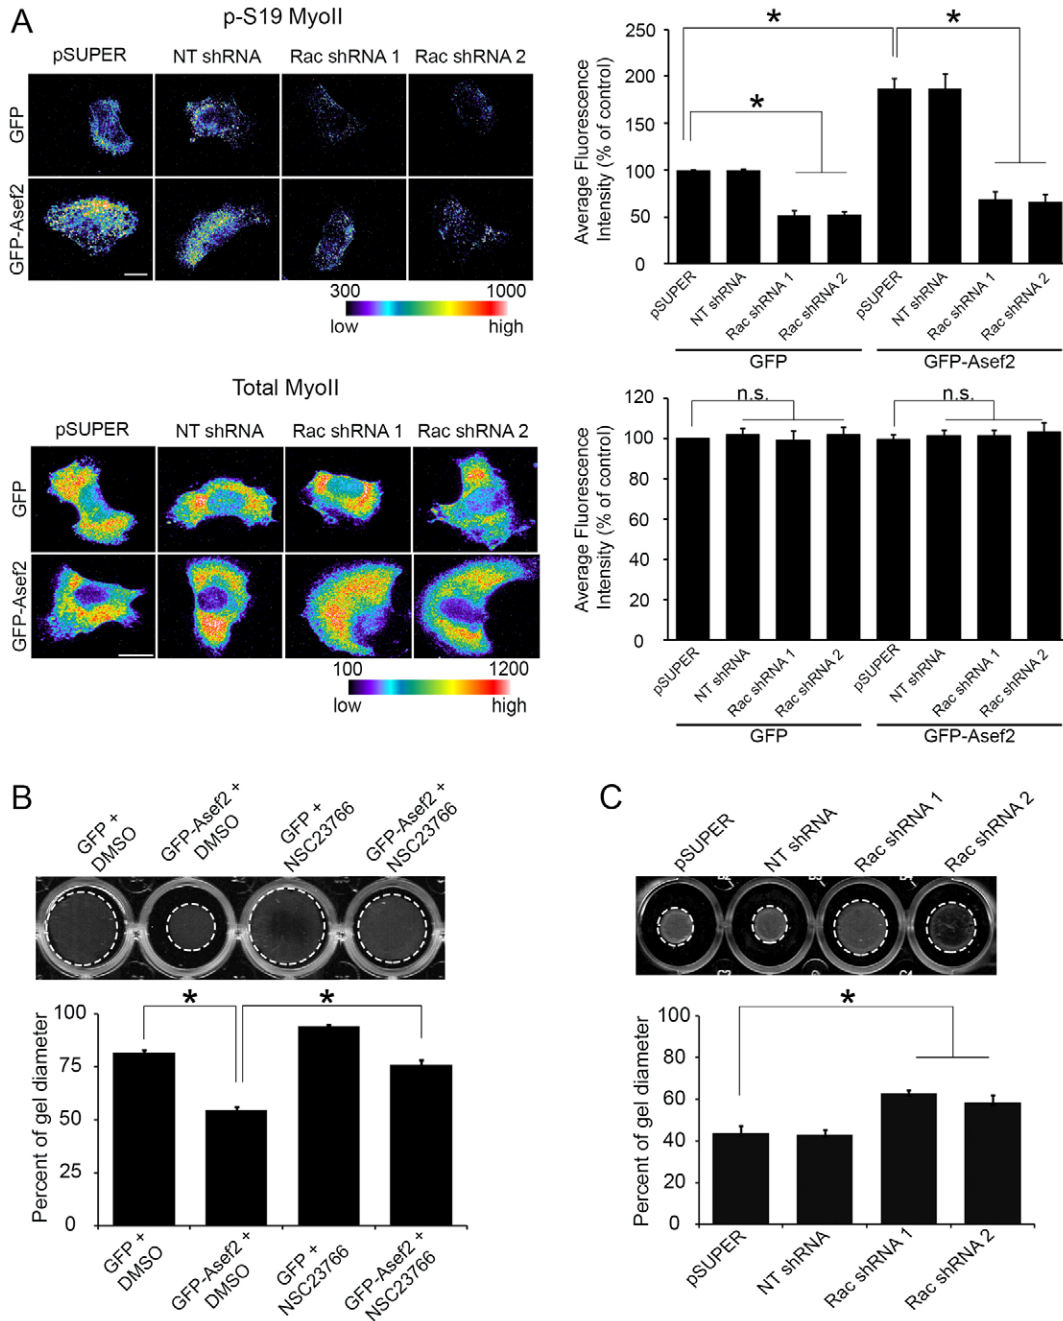 A
p-S19 MyoII
pSUPER NT shRNA Rac shRNA 1 Rac shRNA 2
GFP
GFP-Asef2
300 1000
low high
Average Fluorescence
Intensity (% of control)
250
200
150
100
50
0
* * *
pSUPER NT shRNA Rac shRNA 1 Rac shRNA 2 pSUPER NT shRNA Rac shRNA 1 Rac shRNA 2
GFP GFP-Asef2
Total MyoII
pSUPER NT shRNA Rac shRNA 1 Rac shRNA 2
GFP
GFP-Asef2
100 1200
low high
Average Fluorescence
Intensity (% of control)
120
100
80
60
40
20
0
n.s. n.s.
pSUPER NT shRNA Rac shRNA 1 Rac shRNA 2 pSUPER NT shRNA Rac shRNA 1 Rac shRNA 2
GFP GFP-Asef2
B
GFP +
DMSO
GFP-Asef2 +
DMSO
GFP +
NSC23766
GFP-Asef2 +
NSC23766
Percent of gel diameter
100
75
50
25
0
* *
GFP +
DMSO
GFP-Asef2 +
DMSO
GFP +
NSC23766
GFP-Asef2 +
NSC23766
C
pSUPER NT shRNA Rac shRNA 1 Rac shRNA 2
Percent of gel diameter
100
80
60
40
20
0
*
pSUPER NT shRNA Rac shRNA 1 Rac shRNA 2